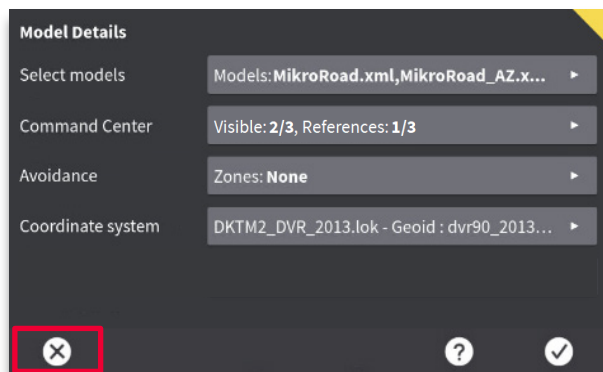 Model Details
Select models Models: MikroRoad.xml,MikroRoad_AZ.x...
Command Center Visible: 2/3, References: 1/3
Avoidance Zones: None
Coordinate system DKTM2_DVR_2013.lok - Geoid : dvr90_2013...
?